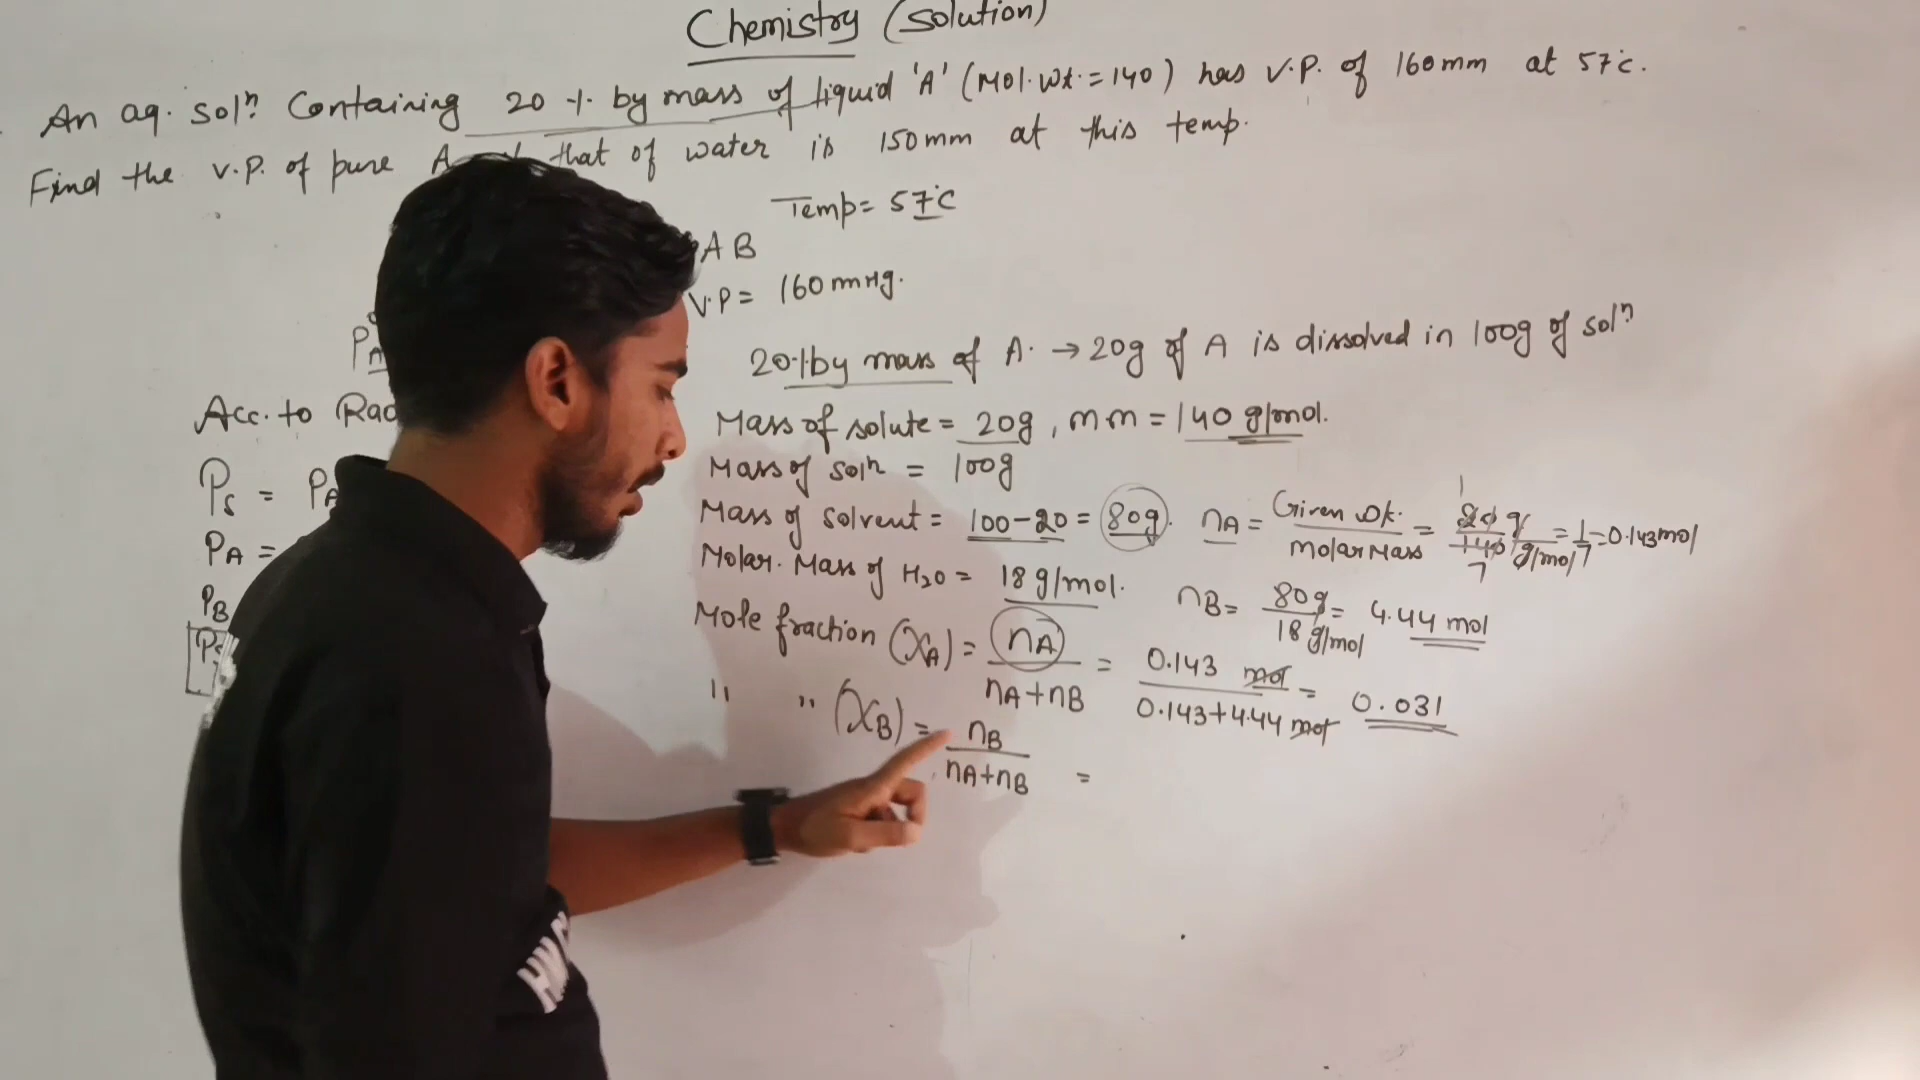 Chemistry (Solution)
An aq. solⁿ Containing 20 % by mass of liquid 'A' (Mol. Wt. = 140) has V.P. of 160mm at 57°c.
Find the V.P. of pure A that of water is 150mm at this temp.
Temp = 57°C
AB
V.P = 160 mmHg.
P°A
20% by mass of A. → 20g of A is dissolved in 100g of solⁿ
Acc. to
Mass of solute = 20g, mm = 140 g/mol.
Mass of solⁿ = 100g
Ps = PA
Mass of solvent = 100-20 = 80g. nA = Given wt. / Molar Mass = 20 g / 140 g/mol = 1/7 = 0.143 mol
PA =
Molar. Mass of H₂O = 18 g/mol.
nB = 80g / 18 g/mol = 4.44 mol
PB
Mole fraction (XA) = nA / nA+nB = 0.143 mol / 0.143+4.44 mol = 0.031
Ps
" " (XB) = nB / nA+nB =